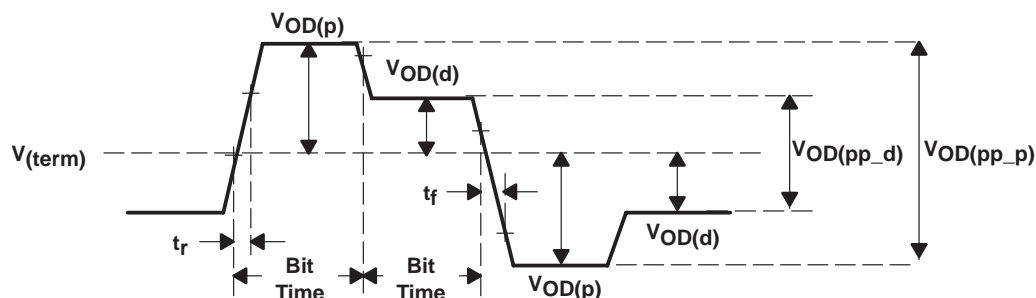 VOD(p)
VOD(d)
V(term)
tf
VOD(pp_d)
VOD(pp_p)
tr
Bit
Time
Bit
Time
VOD(d)
VOD(p)